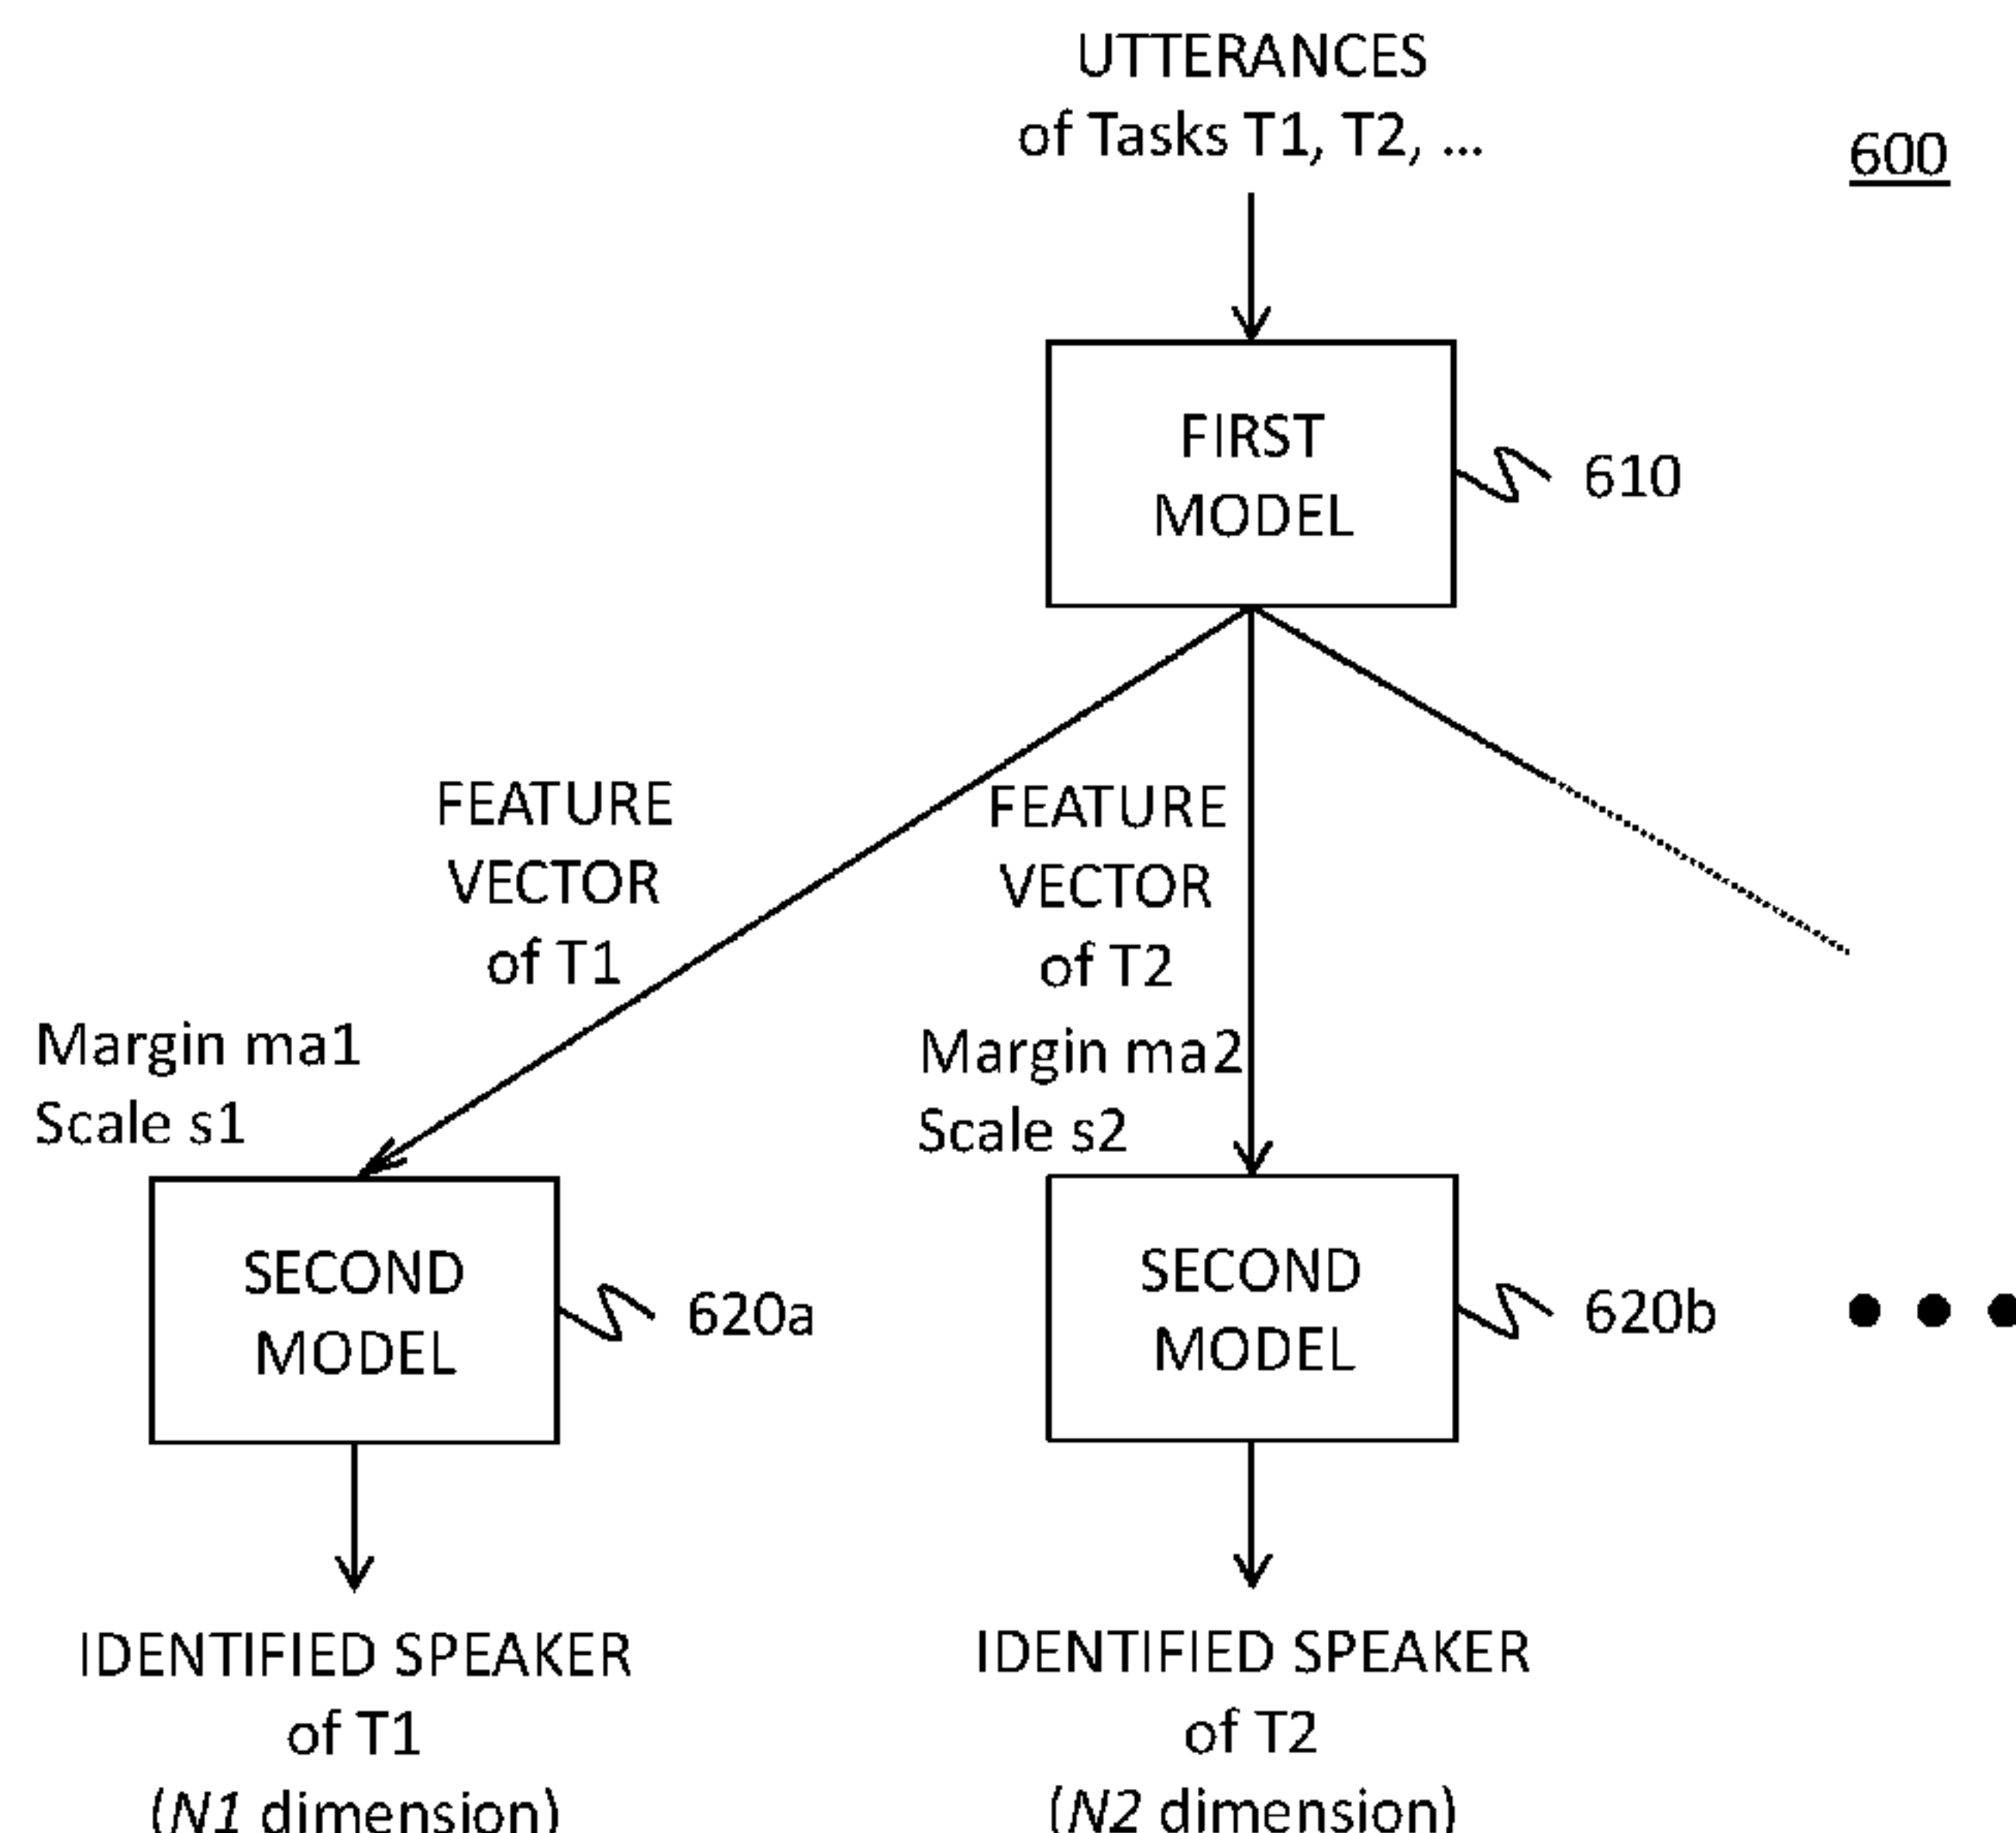 UTTERANCES
of Tasks T1, T2, ...
600
FIRST
MODEL
610
FEATURE
VECTOR
of T1
FEATURE
VECTOR
of T2
Margin ma1
Scale s1
Margin ma2
Scale s2
SECOND
MODEL
620a
SECOND
MODEL
620b
IDENTIFIED SPEAKER
of T1
(N1 dimension)
IDENTIFIED SPEAKER
of T2
(N2 dimension)